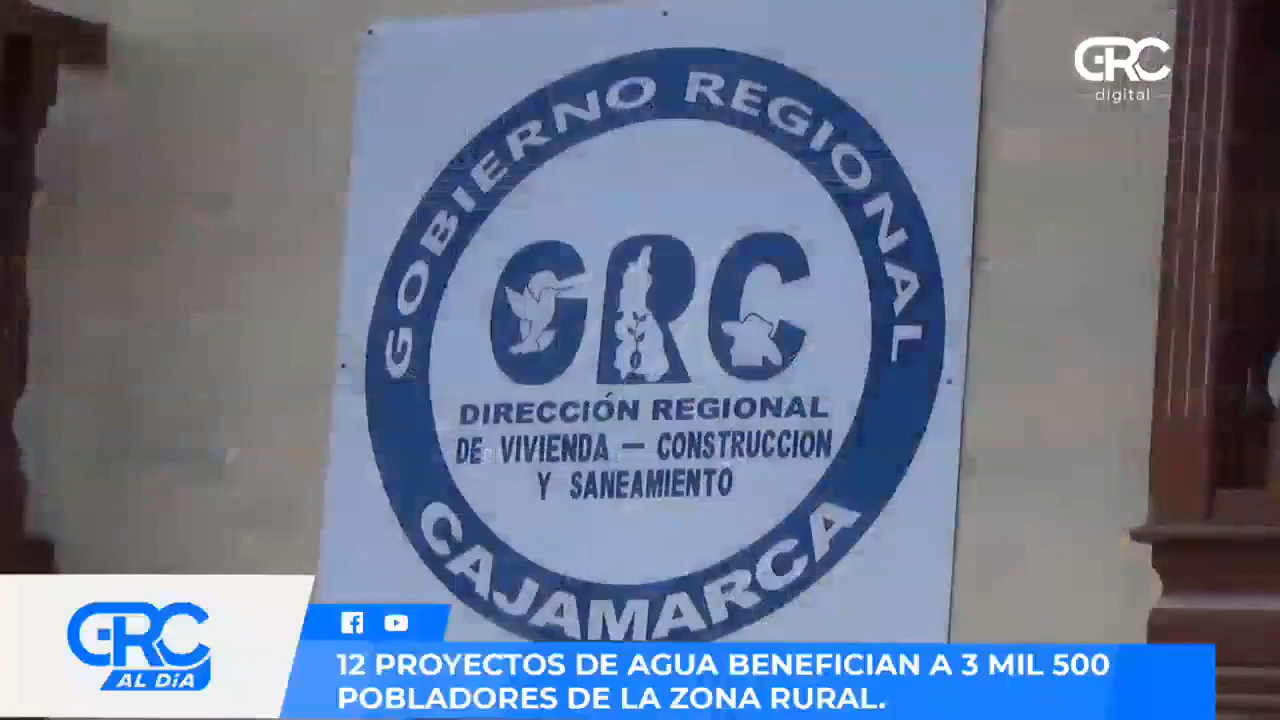 GRC
digital
GOBIERNO REGIONAL
GRC
DIRECCIÓN REGIONAL
DE VIVIENDA — CONSTRUCCION
Y SANEAMIENTO
CAJAMARCA
GRC
AL DíA
12 PROYECTOS DE AGUA BENEFICIAN A 3 MIL 500
POBLADORES DE LA ZONA RURAL.